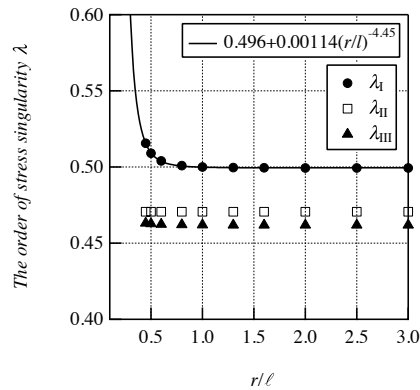 0.60
0.496+0.00114(r/l)^-4.45
λI
λII
λIII
0.55
0.50
0.45
0.40
The order of stress singularity λ
0.5 1.0 1.5 2.0 2.5 3.0
r/ℓ